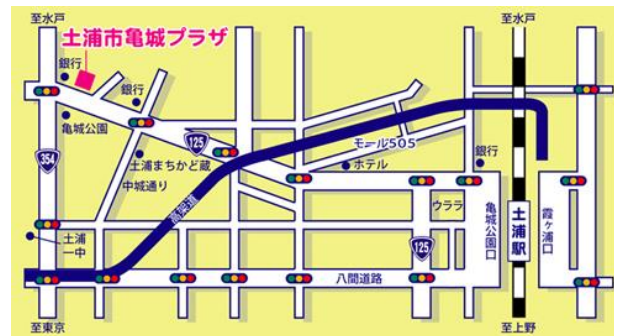 至水戸
至水戸
土浦市亀城プラザ
銀行
銀行
亀城公園
125
モール505
354
土浦まちかど蔵
中城通り
ホテル
銀行
高架道
ウララ
亀城公園口
土浦駅
霞ヶ浦口
土浦
一中
125
八間道路
至東京
至上野